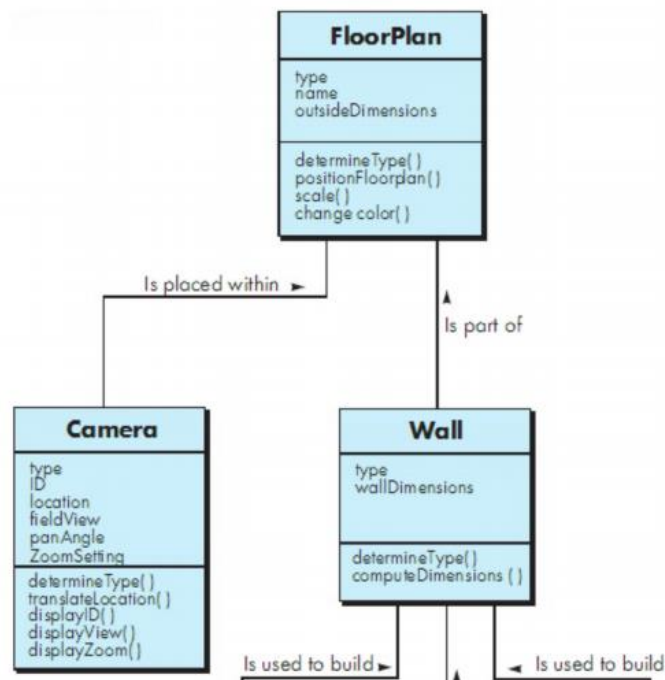 FloorPlan
type
name
outsideDimensions
determineType( )
positionFloorplan( )
scale( )
change color( )
Is placed within ►
▲
Is part of
Camera
type
ID
location
fieldView
panAngle
ZoomSetting
determineType( )
translateLocation( )
displayID( )
displayView( )
displayZoom( )
Wall
type
wallDimensions
determineType( )
computeDimensions ( )
Is used to build ►
◄ Is used to build